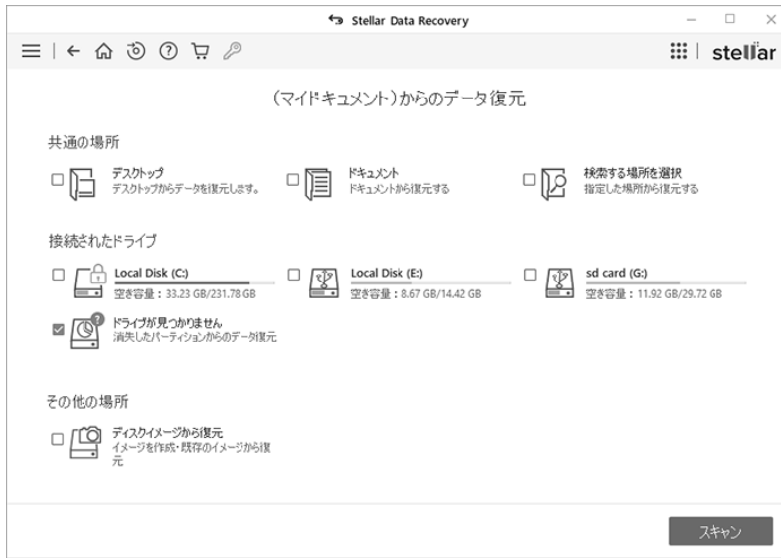 Stellar Data Recovery
stellar
(マイドキュメント)からのデータ復元
共通の場所
デスクトップ
デスクトップからデータを復元します。
ドキュメント
ドキュメントから復元する
検索する場所を選択
指定した場所から復元する
接続されたドライブ
Local Disk (C:)
空き容量：33.23 GB/231.78 GB
Local Disk (E:)
空き容量：8.67 GB/14.42 GB
sd card (G:)
空き容量：11.92 GB/29.72 GB
ドライブが見つかりません
消失したパーティションからのデータ復元
その他の場所
ディスクイメージから復元
イメージを作成・既存のイメージから復
元
スキャン